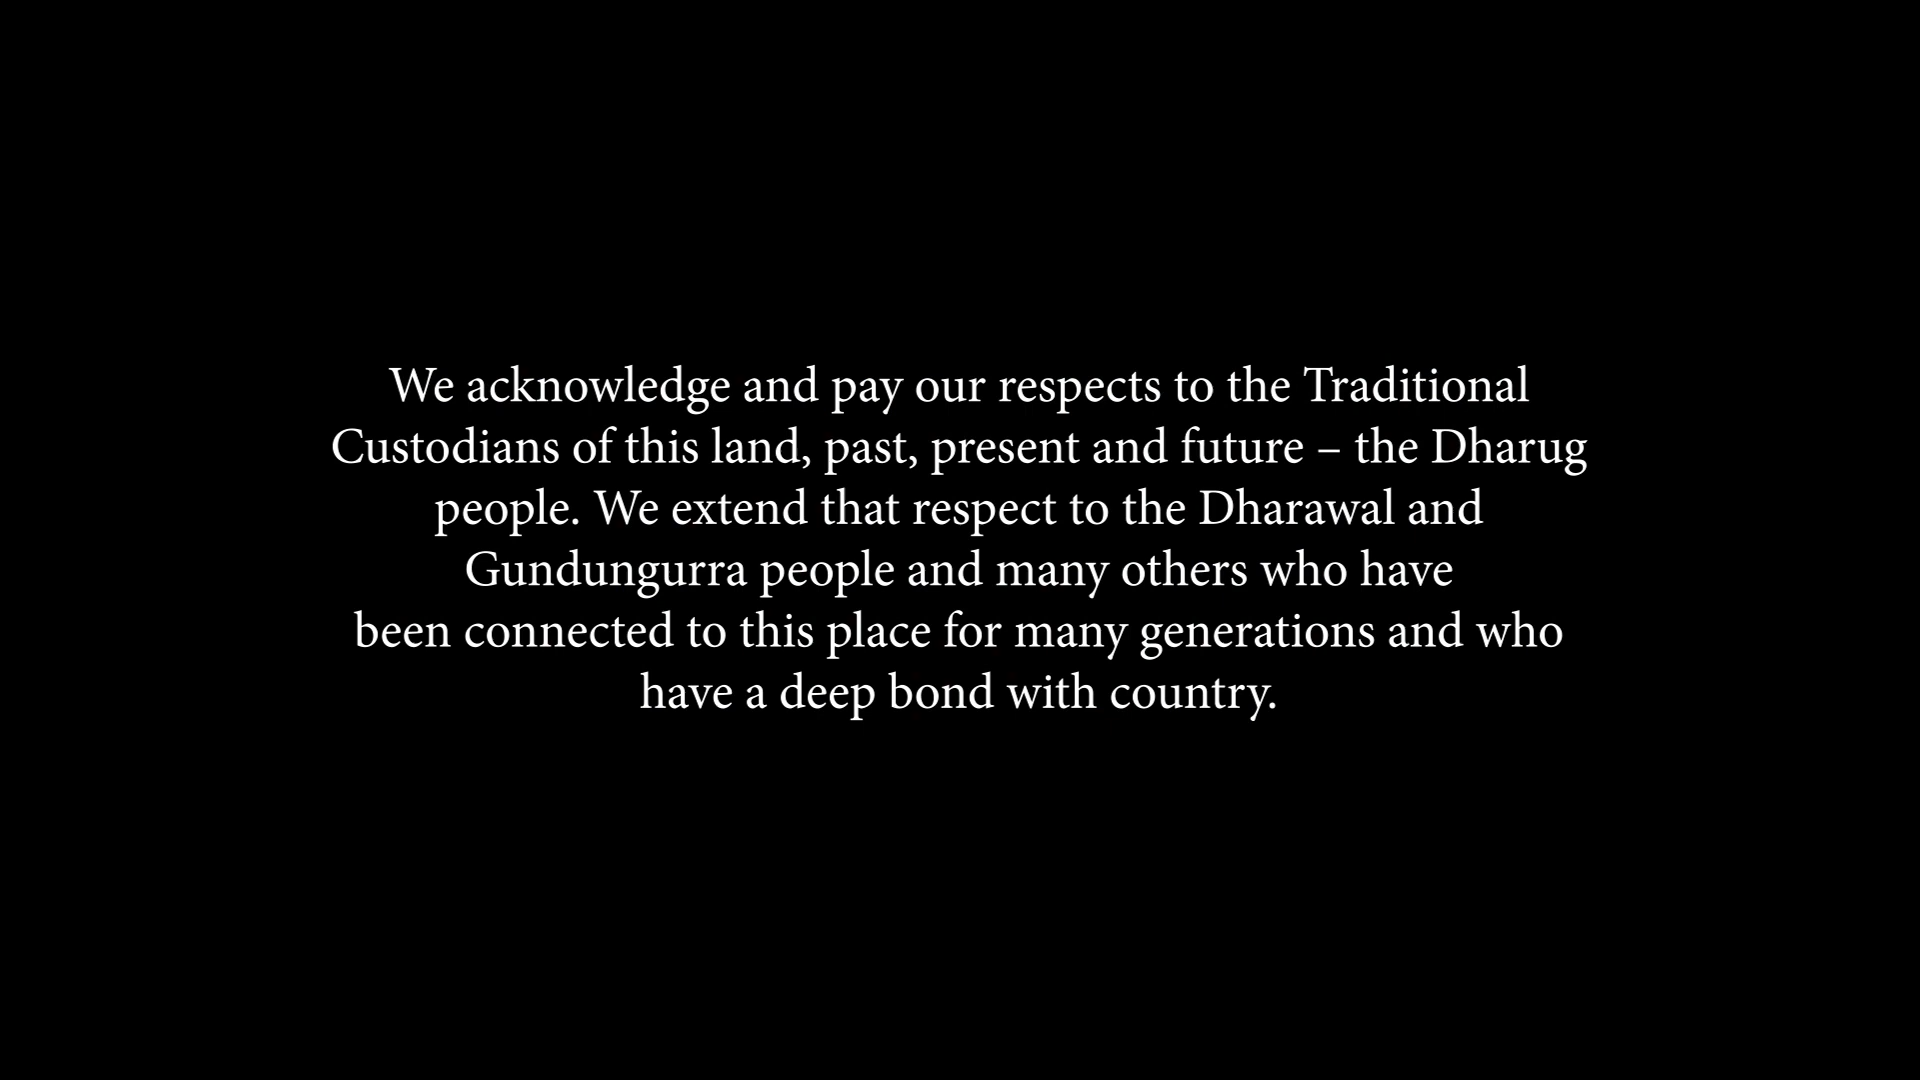 We acknowledge and pay our respects to the Traditional
Custodians of this land, past, present and future – the Dharug
people. We extend that respect to the Dharawal and
Gundungurra people and many others who have
been connected to this place for many generations and who
have a deep bond with country.